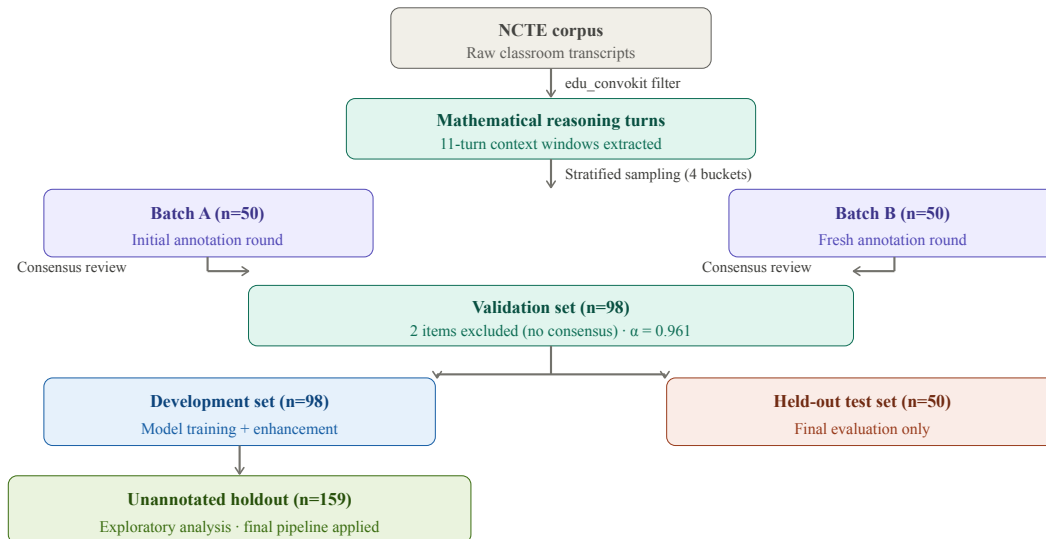 NCTE corpus
Raw classroom transcripts
edu_convokit filter
Mathematical reasoning turns
11-turn context windows extracted
Stratified sampling (4 buckets)
Batch A (n=50)
Initial annotation round
Batch B (n=50)
Fresh annotation round
Consensus review
Consensus review
Validation set (n=98)
2 items excluded (no consensus) · α = 0.961
Development set (n=98)
Model training + enhancement
Held-out test set (n=50)
Final evaluation only
Unannotated holdout (n=159)
Exploratory analysis · final pipeline applied